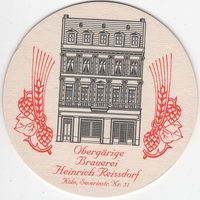 Obergärige
Brauerei
Heinrich Reissdorf
Köln, Severinstr. Nr. 51